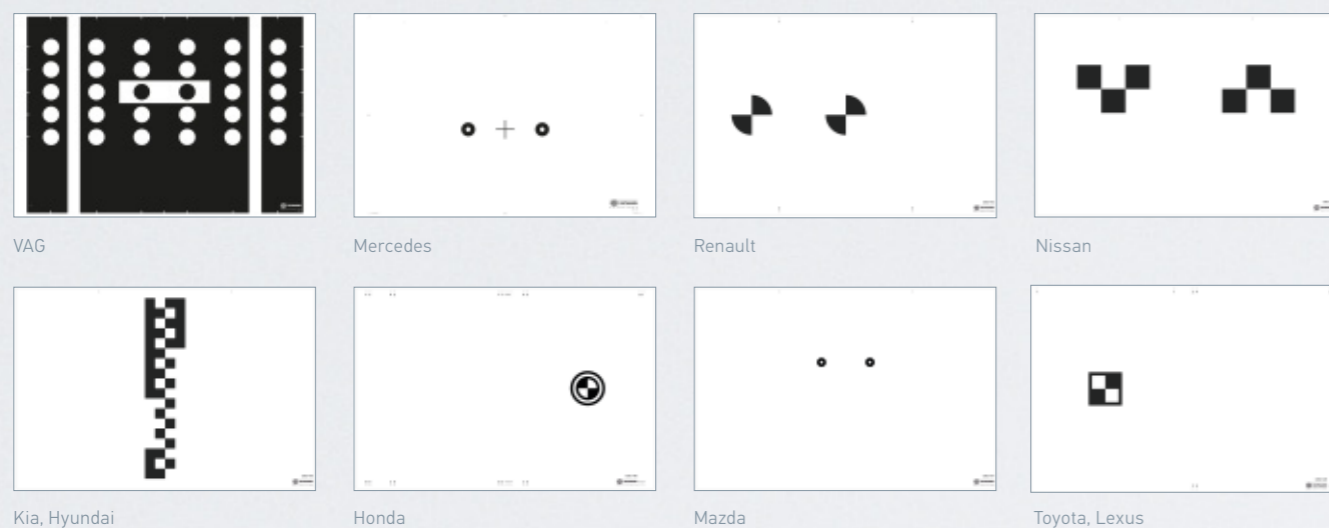 VAG
Mercedes
Renault
Nissan
Kia, Hyundai
Honda
Mazda
Toyota, Lexus